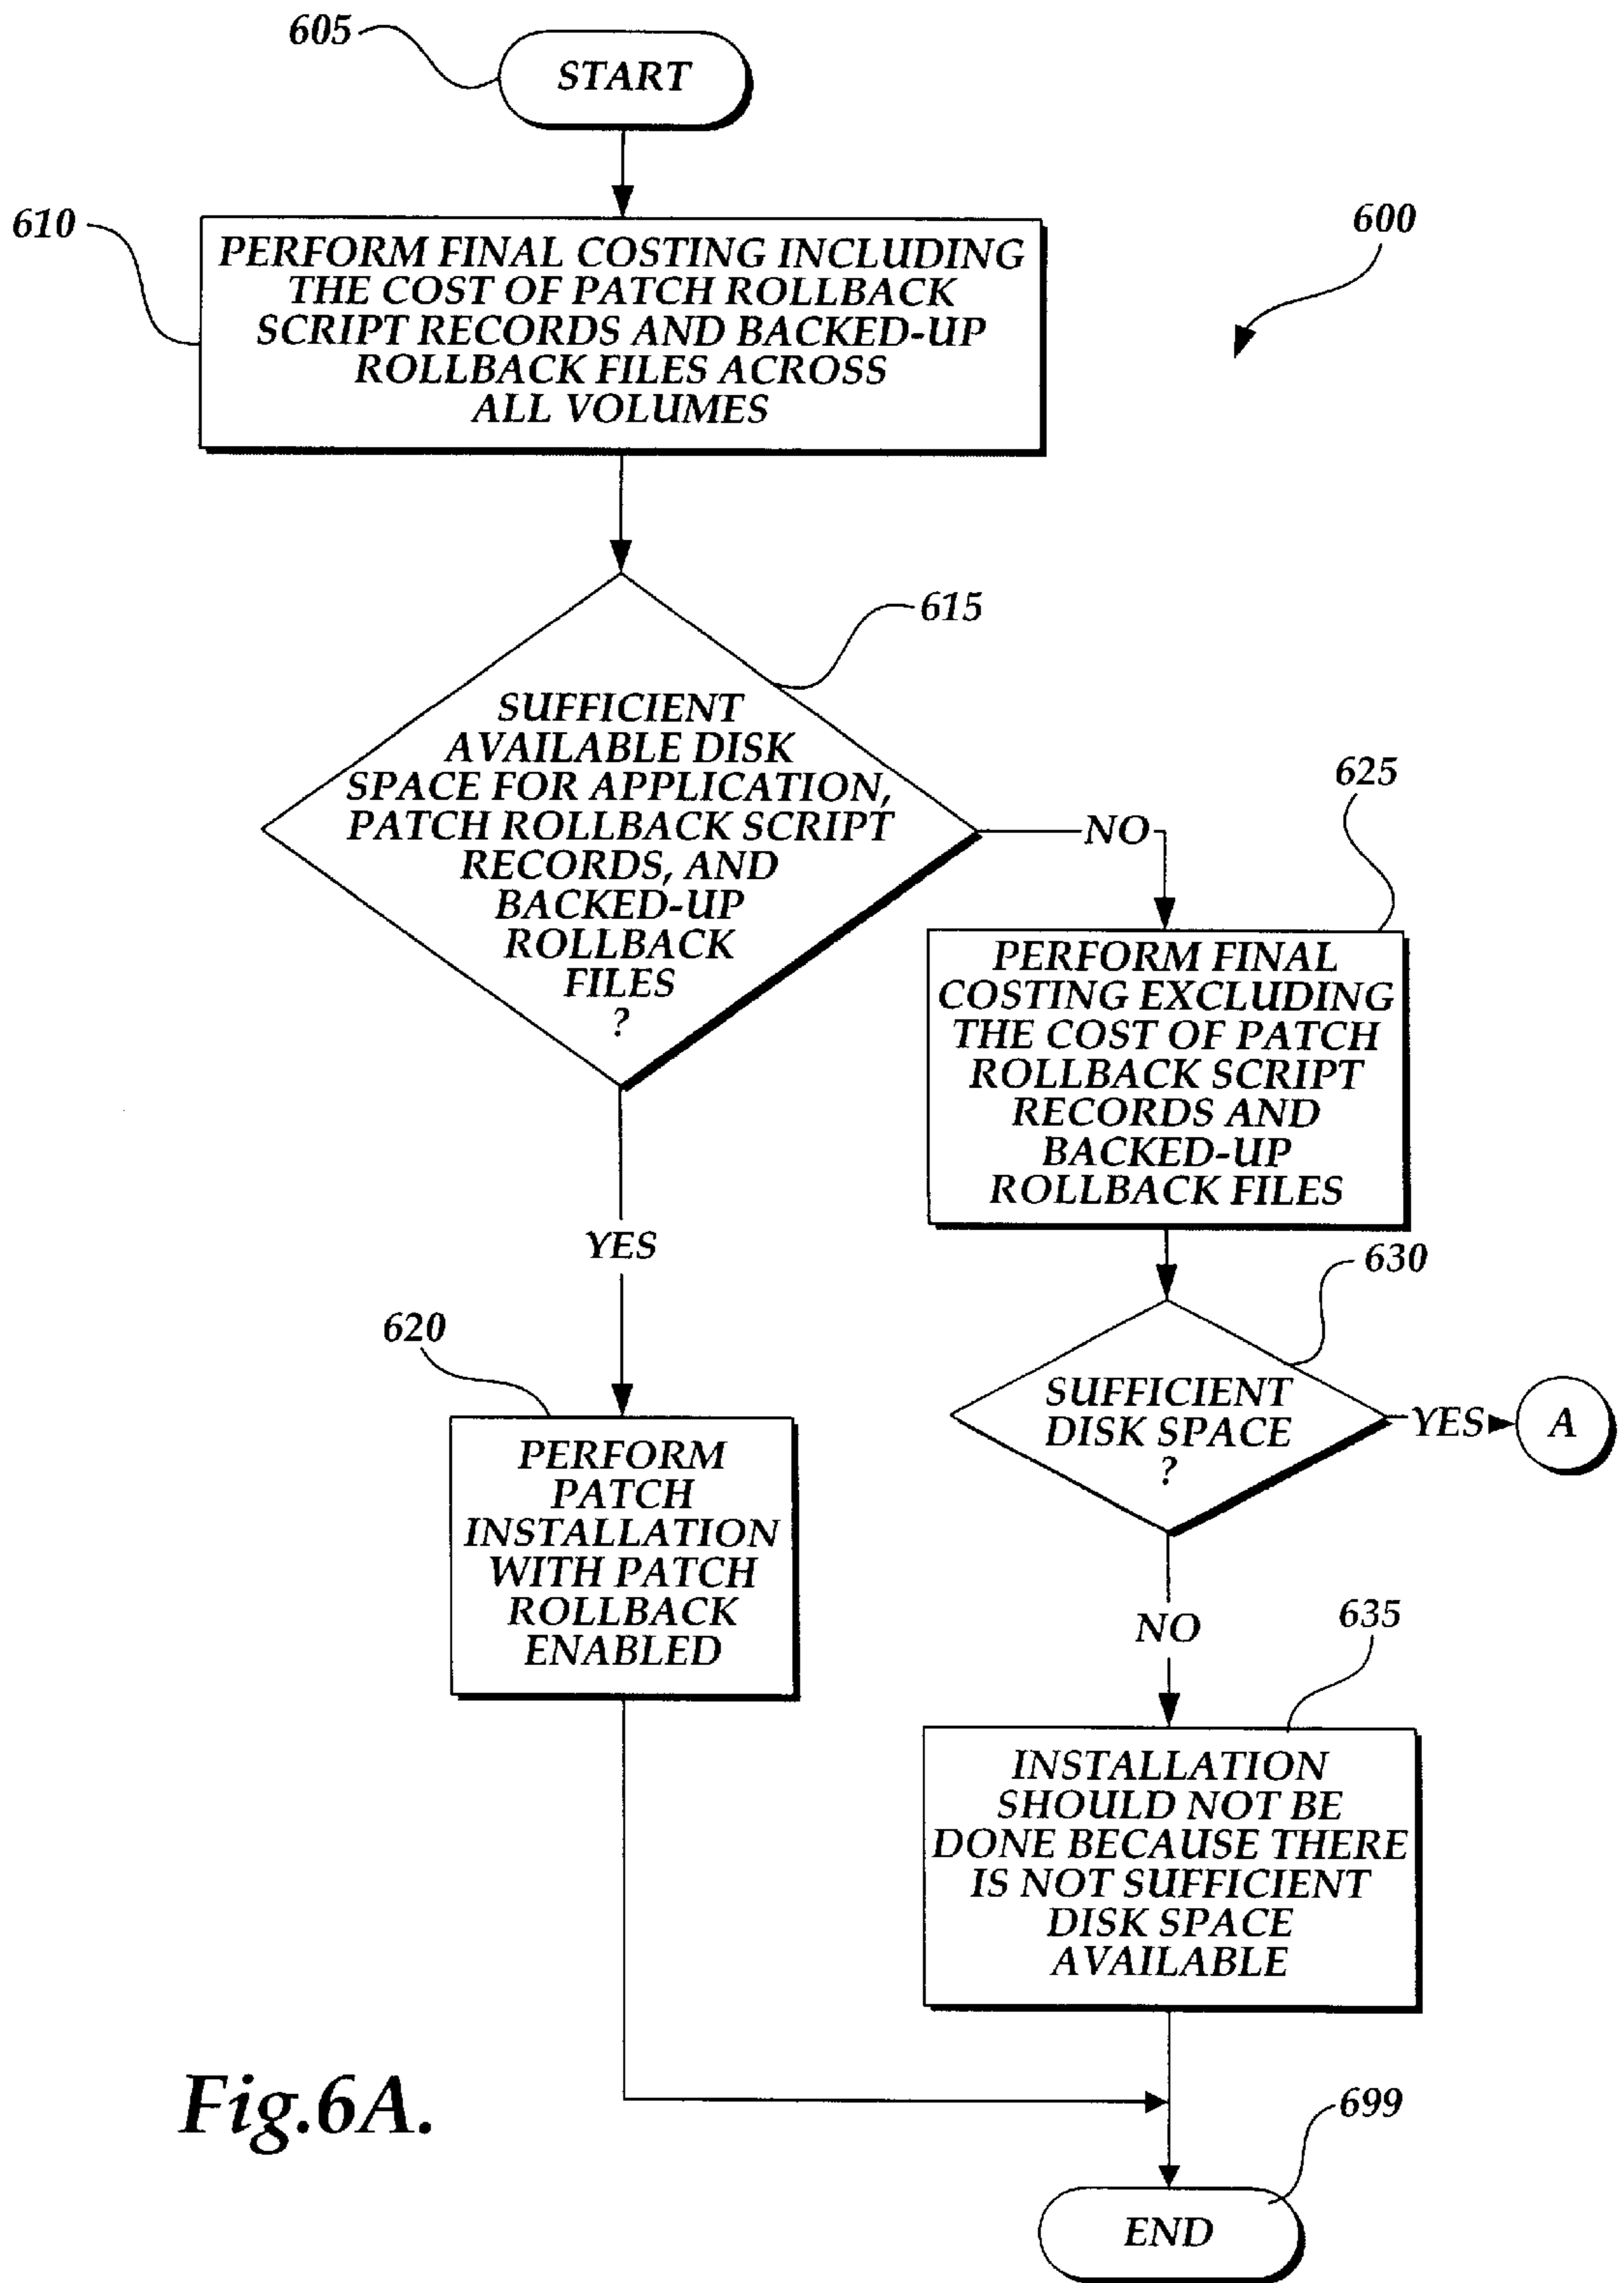 605
START
610
PERFORM FINAL COSTING INCLUDING
THE COST OF PATCH ROLLBACK
SCRIPT RECORDS AND BACKED-UP
ROLLBACK FILES ACROSS
ALL VOLUMES
600
615
SUFFICIENT
AVAILABLE DISK
SPACE FOR APPLICATION,
PATCH ROLLBACK SCRIPT
RECORDS, AND
BACKED-UP
ROLLBACK
FILES
?
NO
625
PERFORM FINAL
COSTING EXCLUDING
THE COST OF PATCH
ROLLBACK SCRIPT
RECORDS AND
BACKED-UP
ROLLBACK FILES
YES
630
620
SUFFICIENT
DISK SPACE
?
YES
A
PERFORM
PATCH
INSTALLATION
WITH PATCH
ROLLBACK
ENABLED
NO
635
INSTALLATION
SHOULD NOT BE
DONE BECAUSE THERE
IS NOT SUFFICIENT
DISK SPACE
AVAILABLE
Fig.6A.
699
END